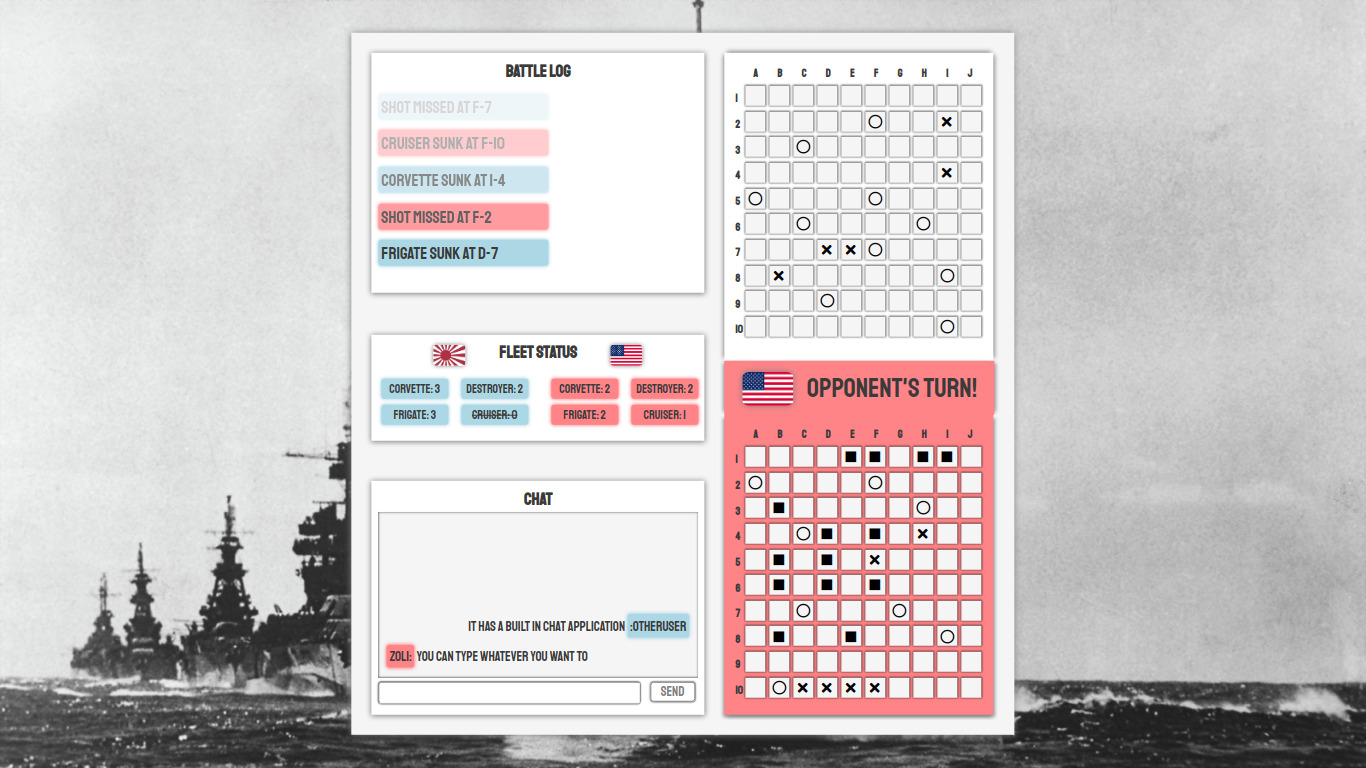 BATTLE LOG
SHOT MISSED AT F-7
CRUISER SUNK AT F-10
CORVETTE SUNK AT I-4
SHOT MISSED AT F-2
FRIGATE SUNK AT D-7
FLEET STATUS
CORVETTE: 3 DESTROYER: 2 CORVETTE: 2 DESTROYER: 2
FRIGATE: 3 CRUISER: 0 FRIGATE: 2 CRUISER: 1
CHAT
IT HAS A BUILT IN CHAT APPLICATION :OTHERUSER
ZOLI: YOU CAN TYPE WHATEVER YOU WANT TO
SEND
A B C D E F G H I J
1
2
3
4
5
6
7
8
9
10
OPPONENT'S TURN!
A B C D E F G H I J
1
2
3
4
5
6
7
8
9
10